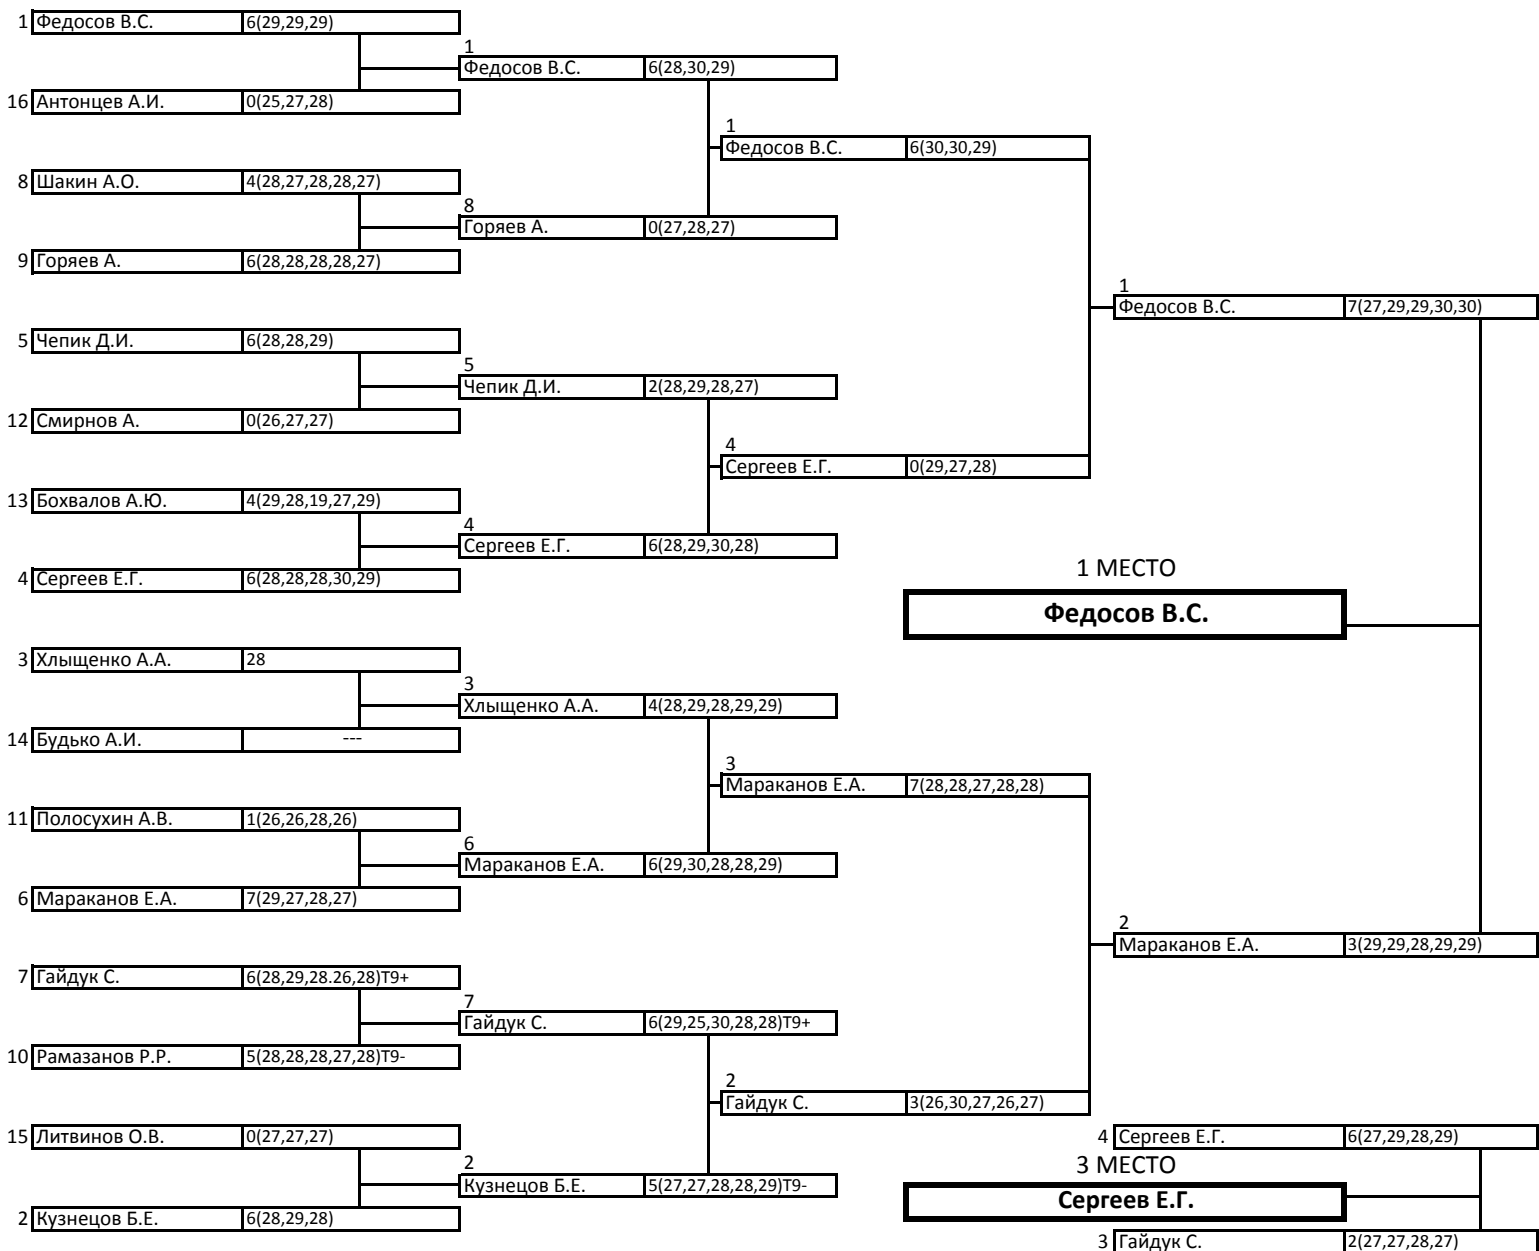 1 Федосов В.С. 6(29,29,29)
1
Федосов В.С. 6(28,30,29)
16 Антонцев А.И. 0(25,27,28)
1
Федосов В.С. 6(30,30,29)
8 Шакин А.О. 4(28,27,28,28,27)
8
Горяев А. 0(27,28,27)
9 Горяев А. 6(28,28,28,28,27)
1
Федосов В.С. 7(27,29,29,30,30)
5 Чепик Д.И. 6(28,28,29)
5
Чепик Д.И. 2(28,29,28,27)
12 Смирнов А. 0(26,27,27)
4
Сергеев Е.Г. 0(29,27,28)
13 Бохвалов А.Ю. 4(29,28,19,27,29)
4
Сергеев Е.Г. 6(28,29,30,28)
4 Сергеев Е.Г. 6(28,28,28,30,29)
1 МЕСТО
Федосов В.С.
3 Хлыщенко А.А. 28
3
Хлыщенко А.А. 4(28,29,28,29,29)
14 Будько А.И. ---
3
Мараканов Е.А. 7(28,28,27,28,28)
11 Полосухин А.В. 1(26,26,28,26)
6
Мараканов Е.А. 6(29,30,28,28,29)
6 Мараканов Е.А. 7(29,27,28,27)
2
Мараканов Е.А. 3(29,29,28,29,29)
7 Гайдук С. 6(28,29,28.26,28)Т9+
7
Гайдук С. 6(29,25,30,28,28)Т9+
10 Рамазанов Р.Р. 5(28,28,28,27,28)Т9-
2
Гайдук С. 3(26,30,27,26,27)
15 Литвинов О.В. 0(27,27,27)
4 Сергеев Е.Г. 6(27,29,28,29)
2
Кузнецов Б.Е. 5(27,27,28,28,29)Т9-
3 МЕСТО
Сергеев Е.Г.
2 Кузнецов Б.Е. 6(28,29,28)
3 Гайдук С. 2(27,27,28,27)